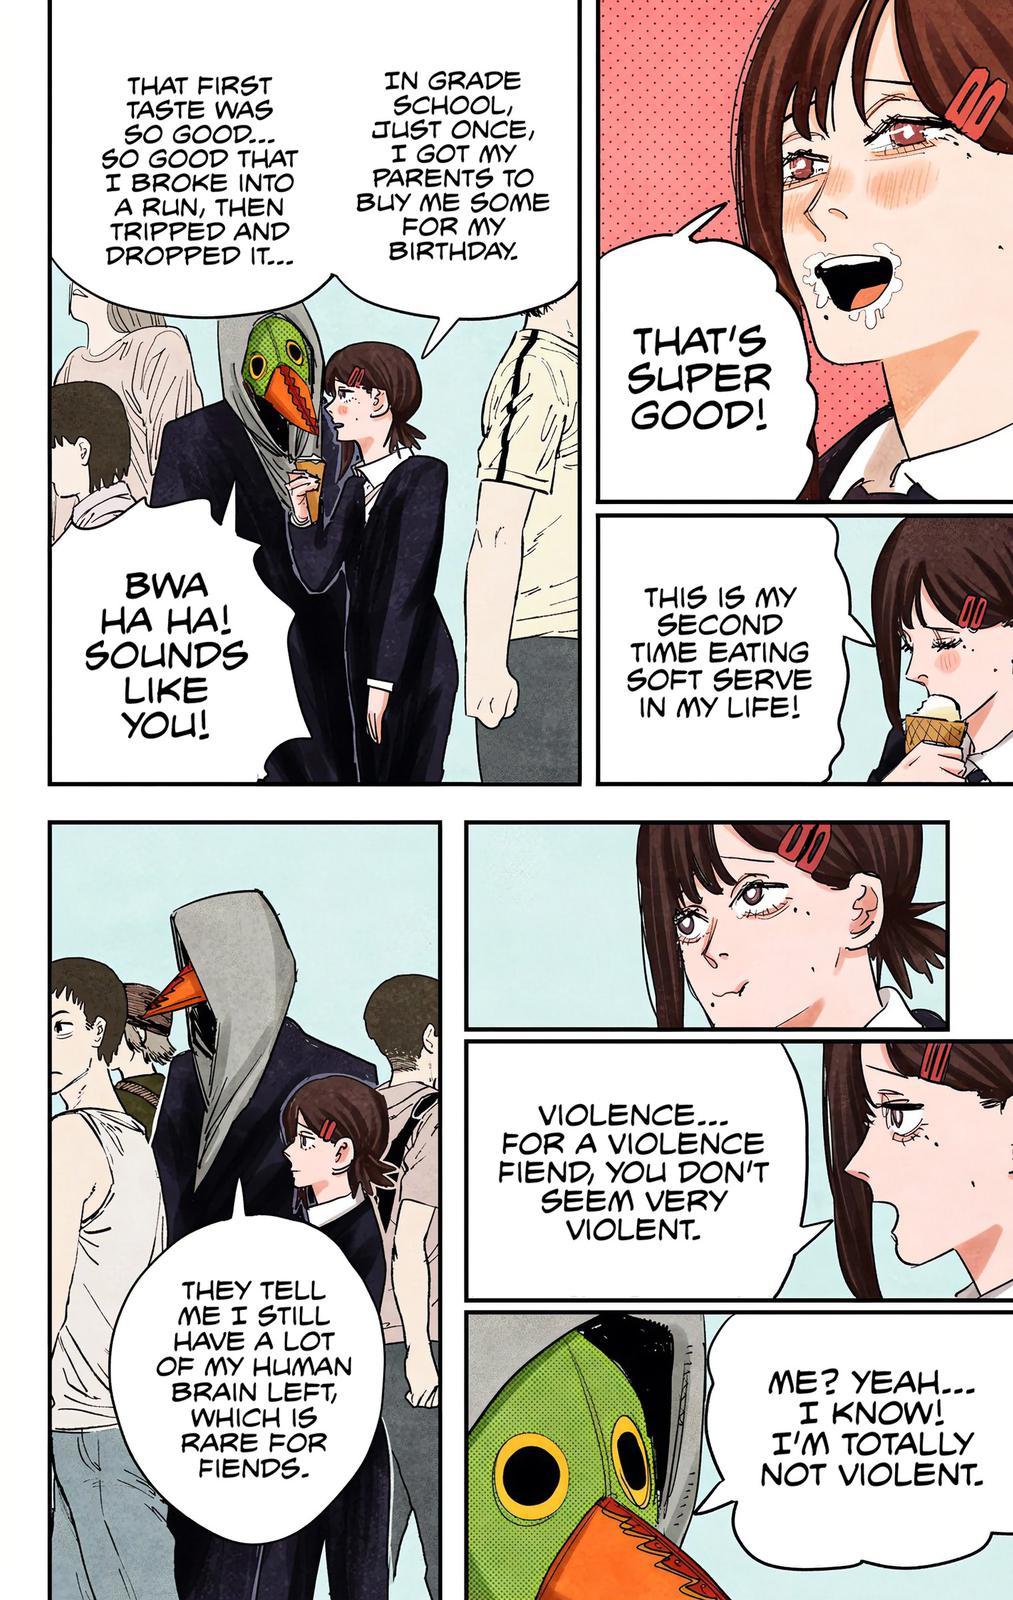 THAT'S
SUPER
GOOD!
THIS IS MY
SECOND
TIME EATING
SOFT SERVE
IN MY LIFE!
IN GRADE
SCHOOL,
JUST ONCE,
I GOT MY
PARENTS TO
BUY ME SOME
FOR MY
BIRTHDAY.
THAT FIRST
TASTE WAS
SO GOOD...
SO GOOD THAT
I BROKE INTO
A RUN, THEN
TRIPPED AND
DROPPED IT...
BWA
HA HA!
SOUNDS
LIKE
YOU!
VIOLENCE...
FOR A VIOLENCE
FIEND, YOU DON'T
SEEM VERY
VIOLENT.
ME? YEAH...
I KNOW!
I'M TOTALLY
NOT VIOLENT.
THEY TELL
ME I STILL
HAVE A LOT
OF MY HUMAN
BRAIN LEFT,
WHICH IS
RARE FOR
FIENDS.